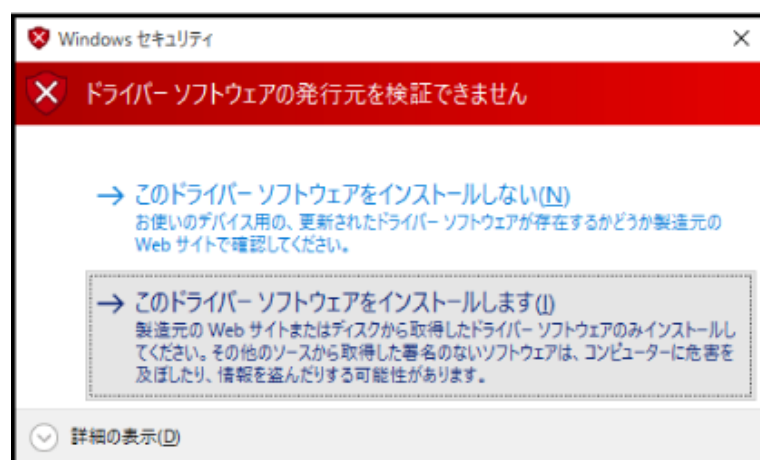 Windows セキュリティ
ドライバー ソフトウェアの発行元を検証できません
→ このドライバー ソフトウェアをインストールしない(N)
お使いのデバイス用の、更新されたドライバー ソフトウェアが存在するかどうか製造元の
Web サイトで確認してください。
→ このドライバー ソフトウェアをインストールします(I)
製造元の Web サイトまたはディスクから取得したドライバー ソフトウェアのみインストールし
てください。その他のソースから取得した署名のないソフトウェアは、コンピューターに危害を
及ぼしたり、情報を盗んだりする可能性があります。
詳細の表示(D)